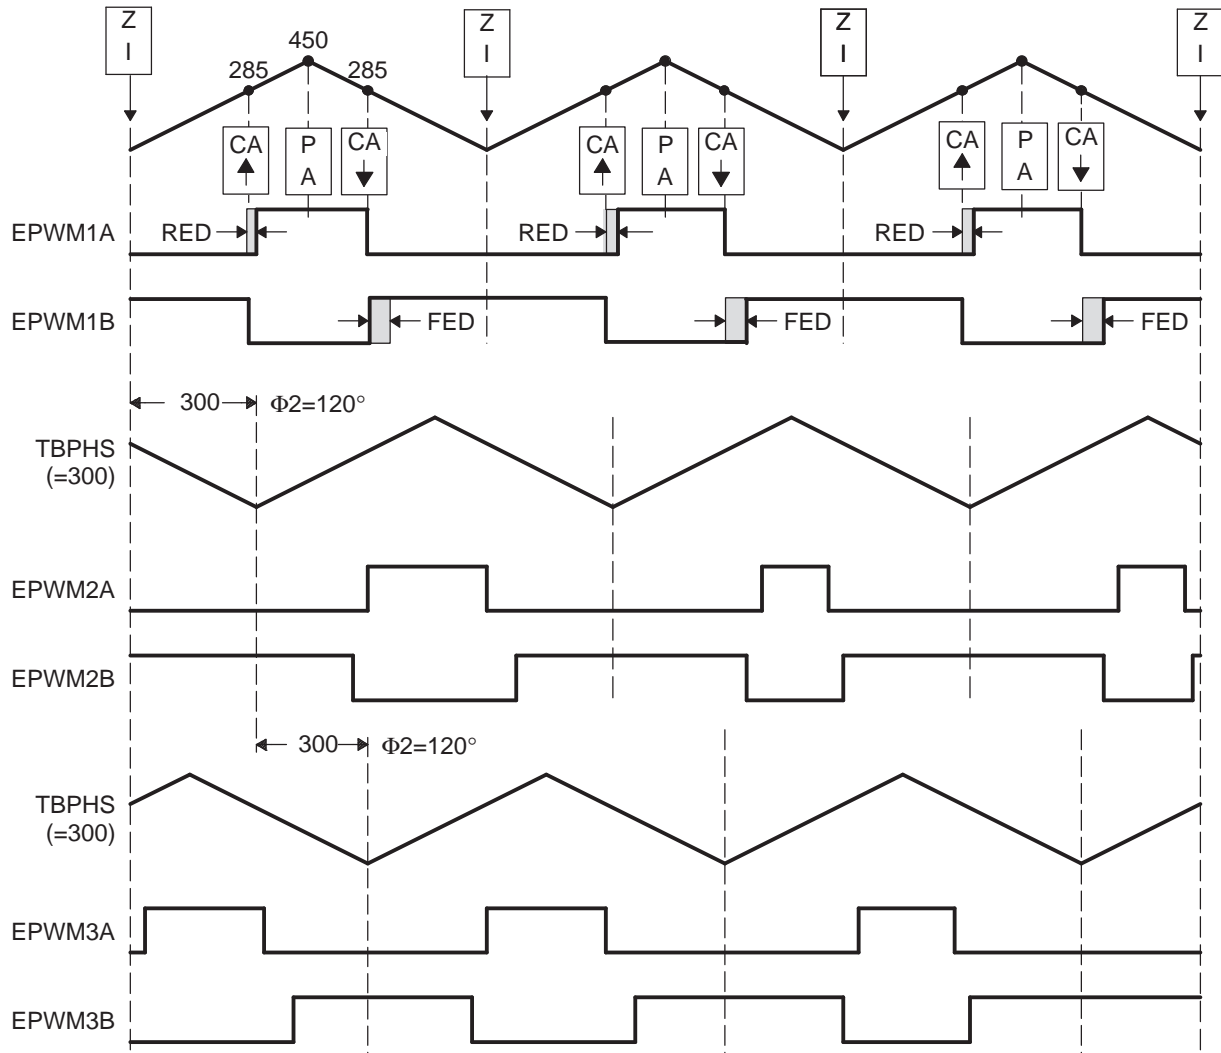 Z
I
Z
I
Z
I
Z
I
450
285
285
CA
P
A
CA
CA
P
A
CA
CA
P
A
CA
EPWM1A
RED
RED
RED
EPWM1B
FED
FED
FED
300
Φ2=120°
TBPHS
(=300)
EPWM2A
EPWM2B
300
Φ2=120°
TBPHS
(=300)
EPWM3A
EPWM3B